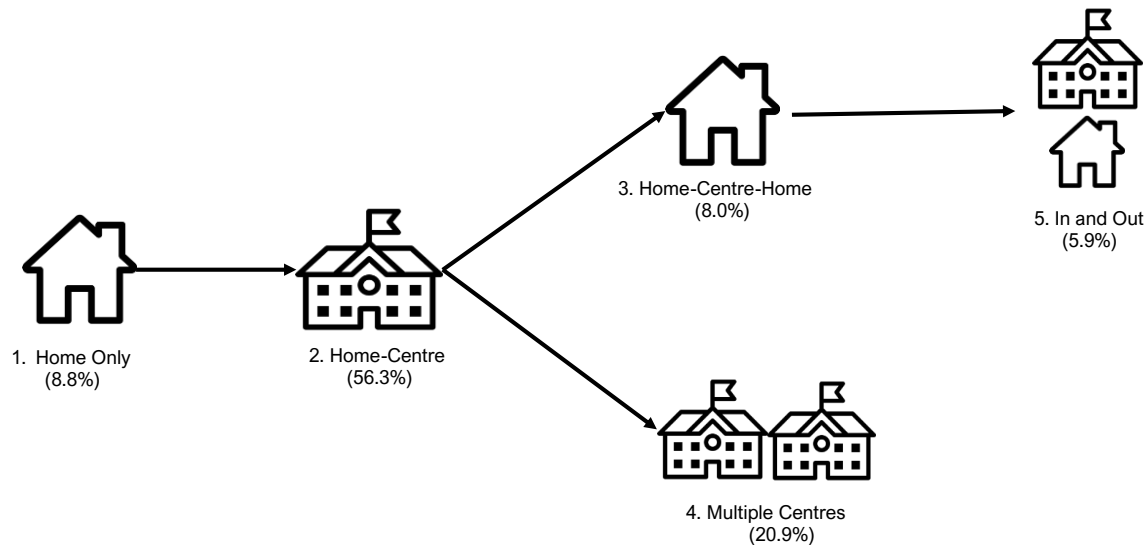 1. Home Only
(8.8%)
2. Home-Centre
(56.3%)
3. Home-Centre-Home
(8.0%)
4. Multiple Centres
(20.9%)
5. In and Out
(5.9%)